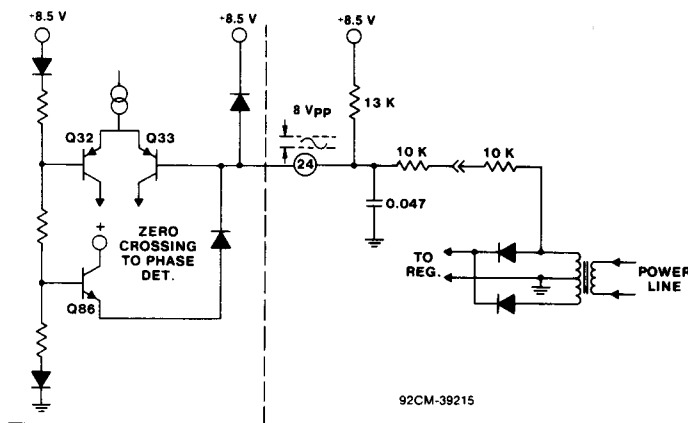 +8.5 V
+8.5 V
+8.5 V
8 Vpp
13 K
10 K
10 K
Q32
Q33
24
0.047
+
ZERO
CROSSING
TO PHASE
DET.
Q86
TO
REG.
POWER
LINE
92CM-39215